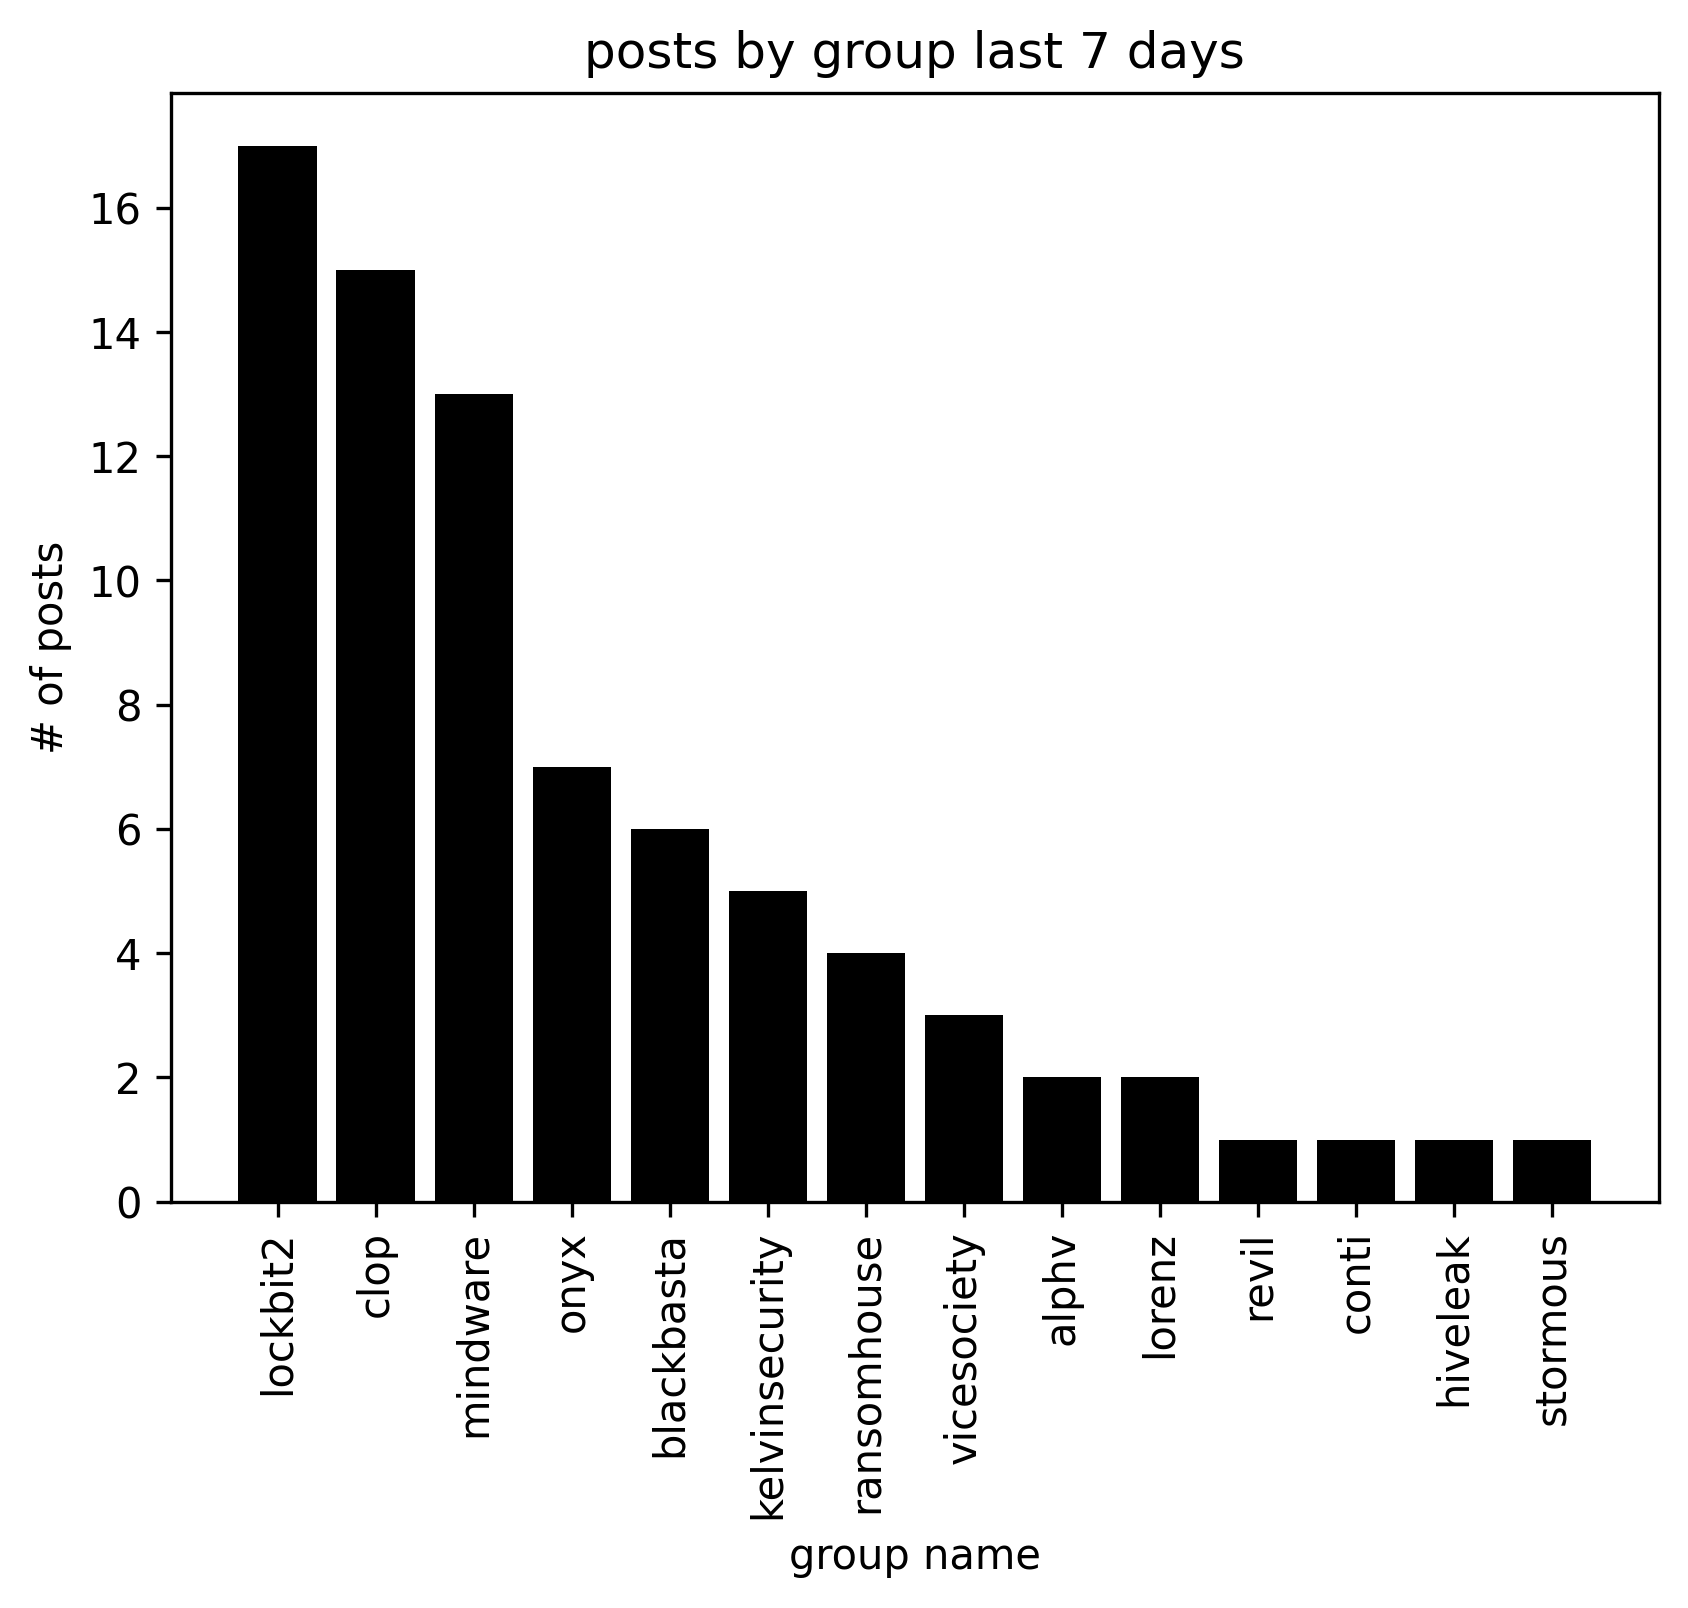 posts by group last 7 days
# of posts
16
14
12
10
8
6
4
2
0
lockbit2
clop
mindware
onyx
blackbasta
kelvinsecurity
ransomhouse
vicesociety
alphv
lorenz
revil
conti
hiveleak
stormous
group name